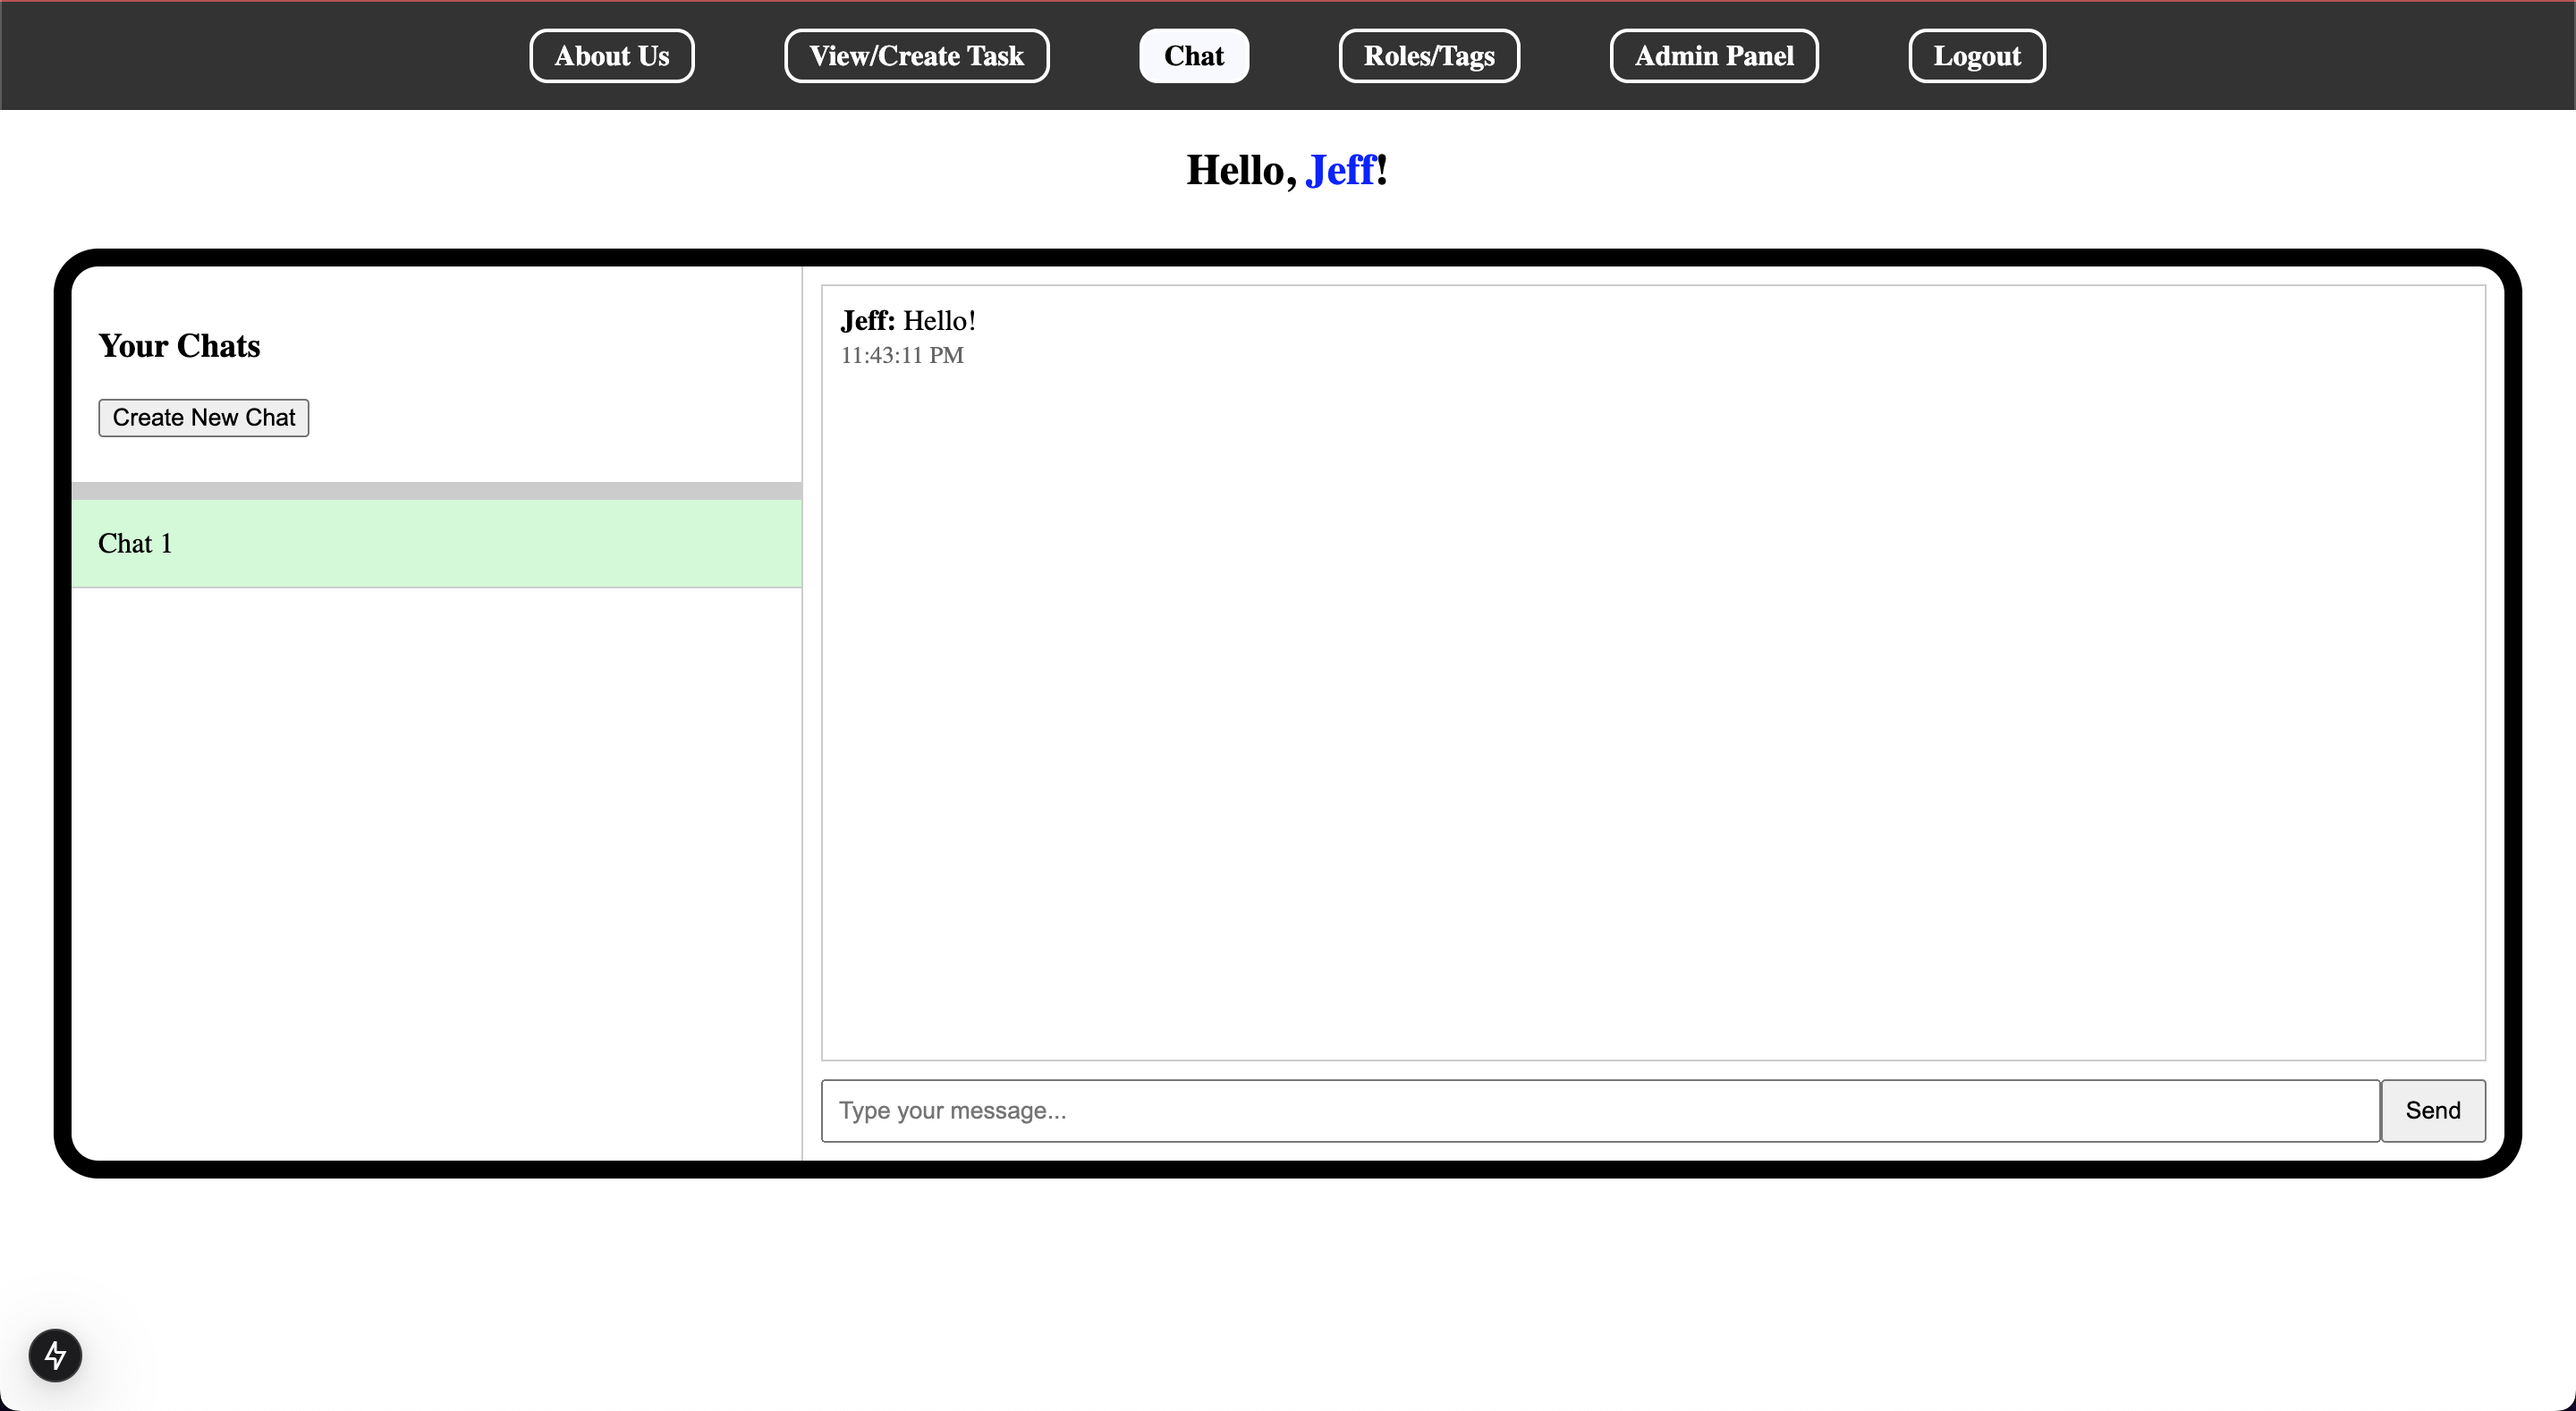 About Us View/Create Task Chat Roles/Tags Admin Panel Logout
Hello, Jeff!
Your Chats
Create New Chat
Chat 1
Jeff: Hello!
11:43:11 PM
Type your message...
Send